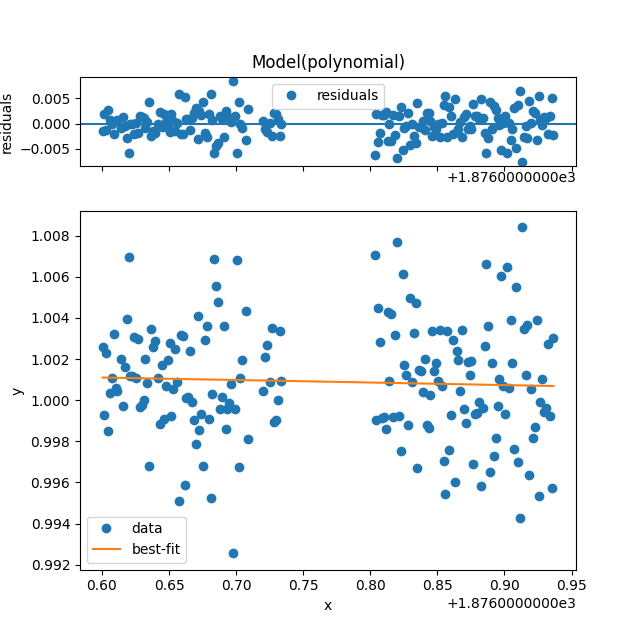 Model(polynomial)
residuals
0.005
0.000
−0.005
residuals
+1.8760000000e3
1.008
1.006
1.004
1.002
1.000
0.998
0.996
0.994
0.992
y
data
best-fit
0.60 0.65 0.70 0.75 0.80 0.85 0.90 0.95
x
+1.8760000000e3